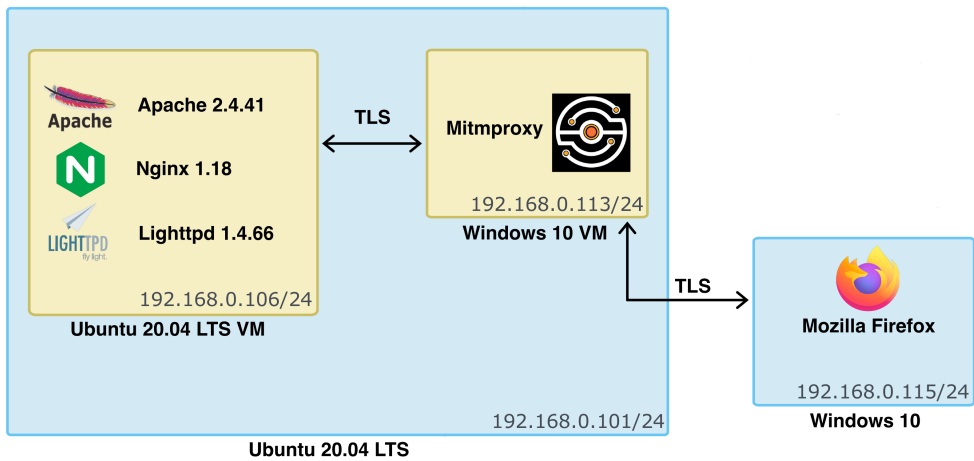 Apache
Apache 2.4.41
Nginx 1.18
LIGHTTPD
fly light.
Lighttpd 1.4.66
192.168.0.106/24
Ubuntu 20.04 LTS VM
TLS
Mitmproxy
192.168.0.113/24
Windows 10 VM
TLS
Mozilla Firefox
192.168.0.115/24
Windows 10
192.168.0.101/24
Ubuntu 20.04 LTS